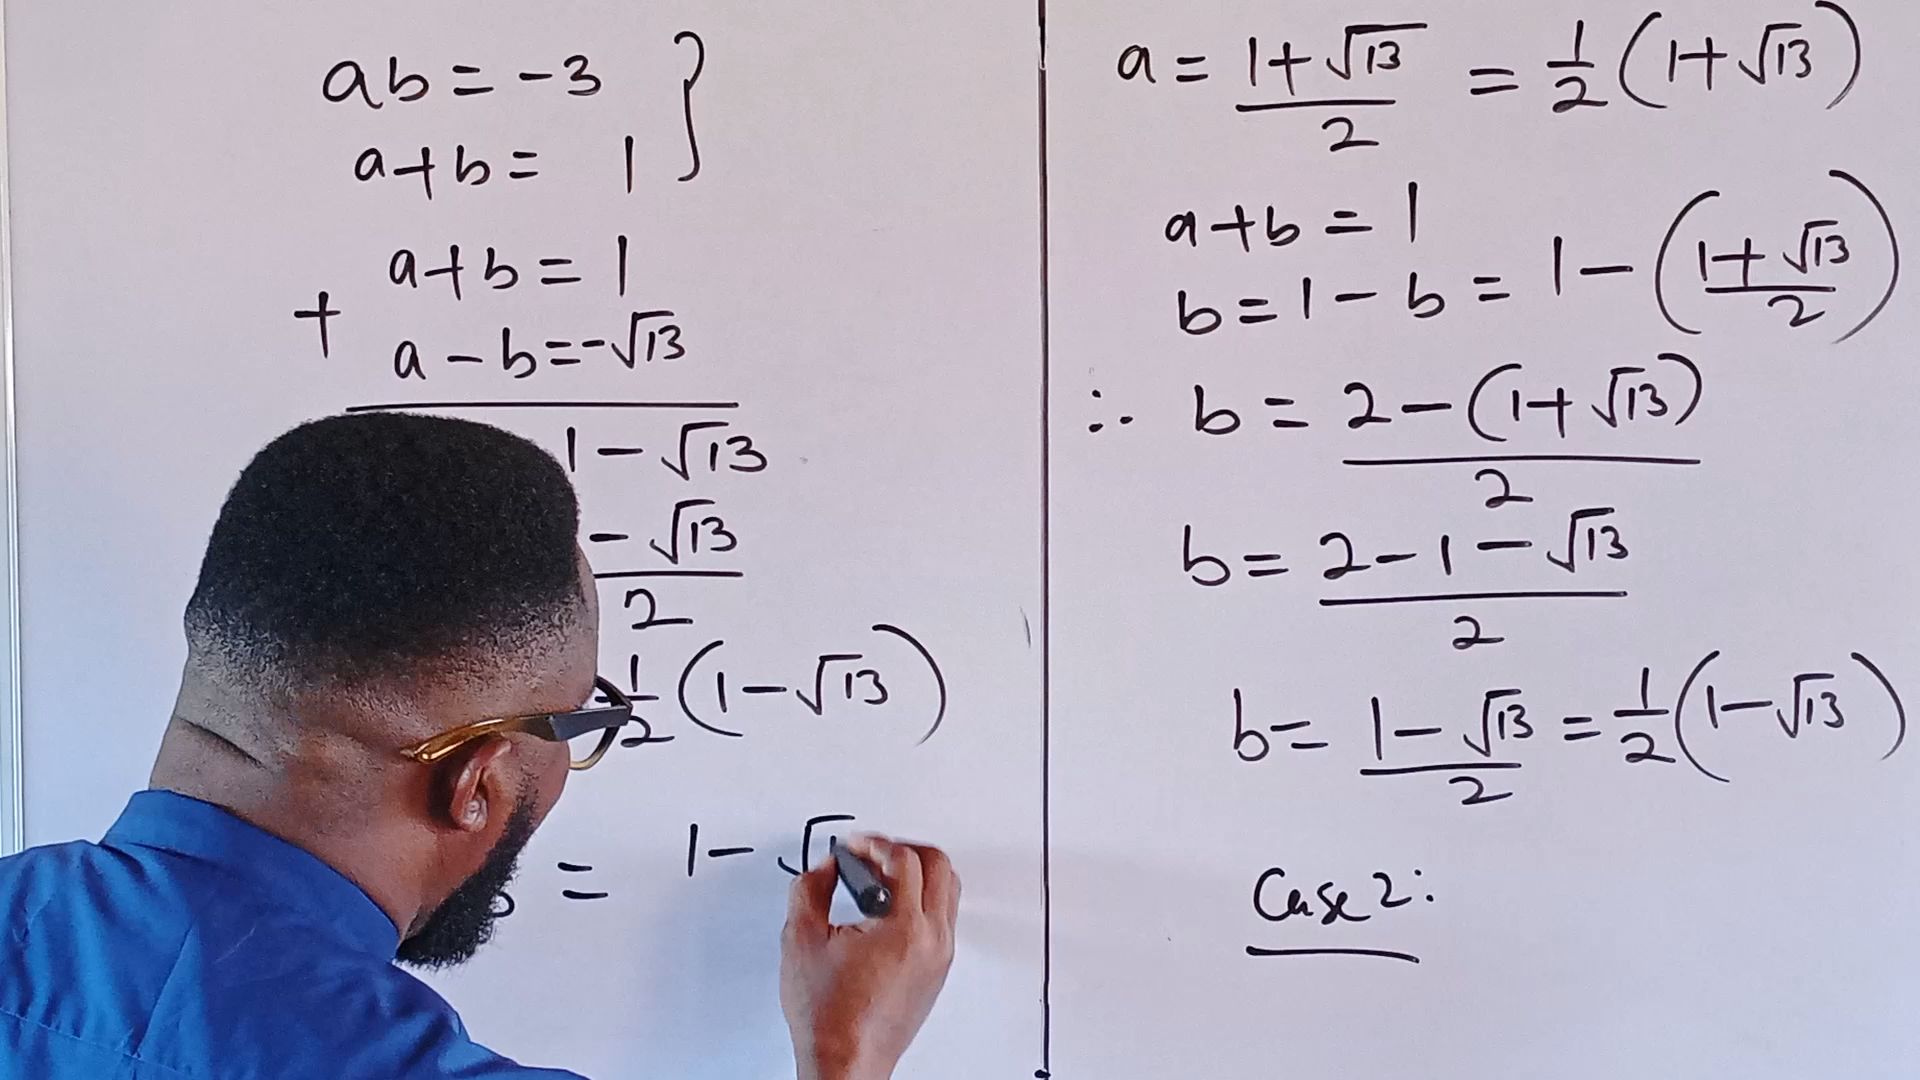 ab = -3
a+b = 1
a+b = 1
+ a-b = -√13
1 - √13
- √13
2
1/2 (1 - √13)
= 1 - √1
a = (1+√13)/2 = 1/2 (1+√13)
a+b = 1
b = 1 - b = 1 - ((1+√13)/2)
∴ b = (2-(1+√13))/2
b = (2-1-√13)/2
b = (1-√13)/2 = 1/2 (1-√13)
Case 2: